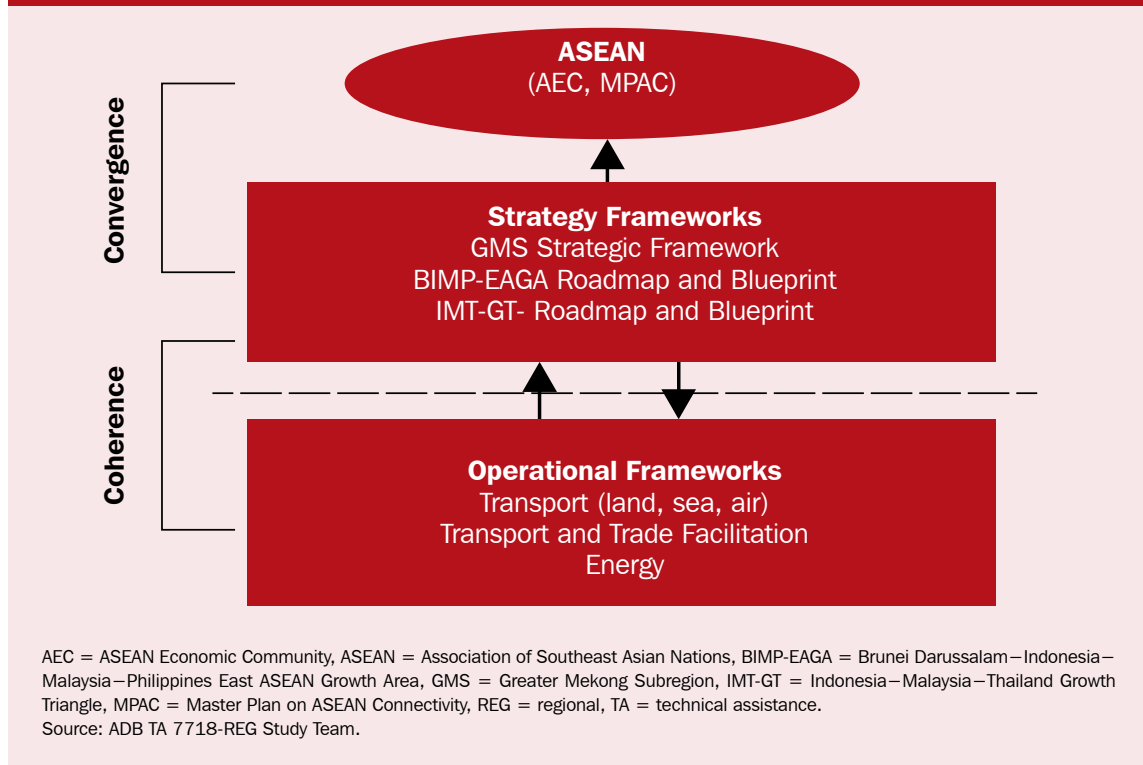 ASEAN
(AEC, MPAC)
Convergence
Strategy Frameworks
GMS Strategic Framework
BIMP-EAGA Roadmap and Blueprint
IMT-GT- Roadmap and Blueprint
Coherence
Operational Frameworks
Transport (land, sea, air)
Transport and Trade Facilitation
Energy
AEC = ASEAN Economic Community, ASEAN = Association of Southeast Asian Nations, BIMP-EAGA = Brunei Darussalam–Indonesia–
Malaysia–Philippines East ASEAN Growth Area, GMS = Greater Mekong Subregion, IMT-GT = Indonesia–Malaysia–Thailand Growth
Triangle, MPAC = Master Plan on ASEAN Connectivity, REG = regional, TA = technical assistance.
Source: ADB TA 7718-REG Study Team.